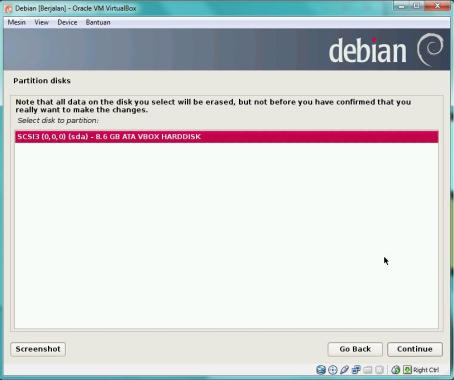 Debian [Berjalan] - Oracle VM VirtualBox
Mesin View Device Bantuan
debian
Partition disks
Note that all data on the disk you select will be erased, but not before you have confirmed that you
really want to make the changes.
Select disk to partition:
SCSI3 (0,0,0) (sda) - 8.6 GB ATA VBOX HARDDISK
Screenshot Go Back Continue
Right Ctrl